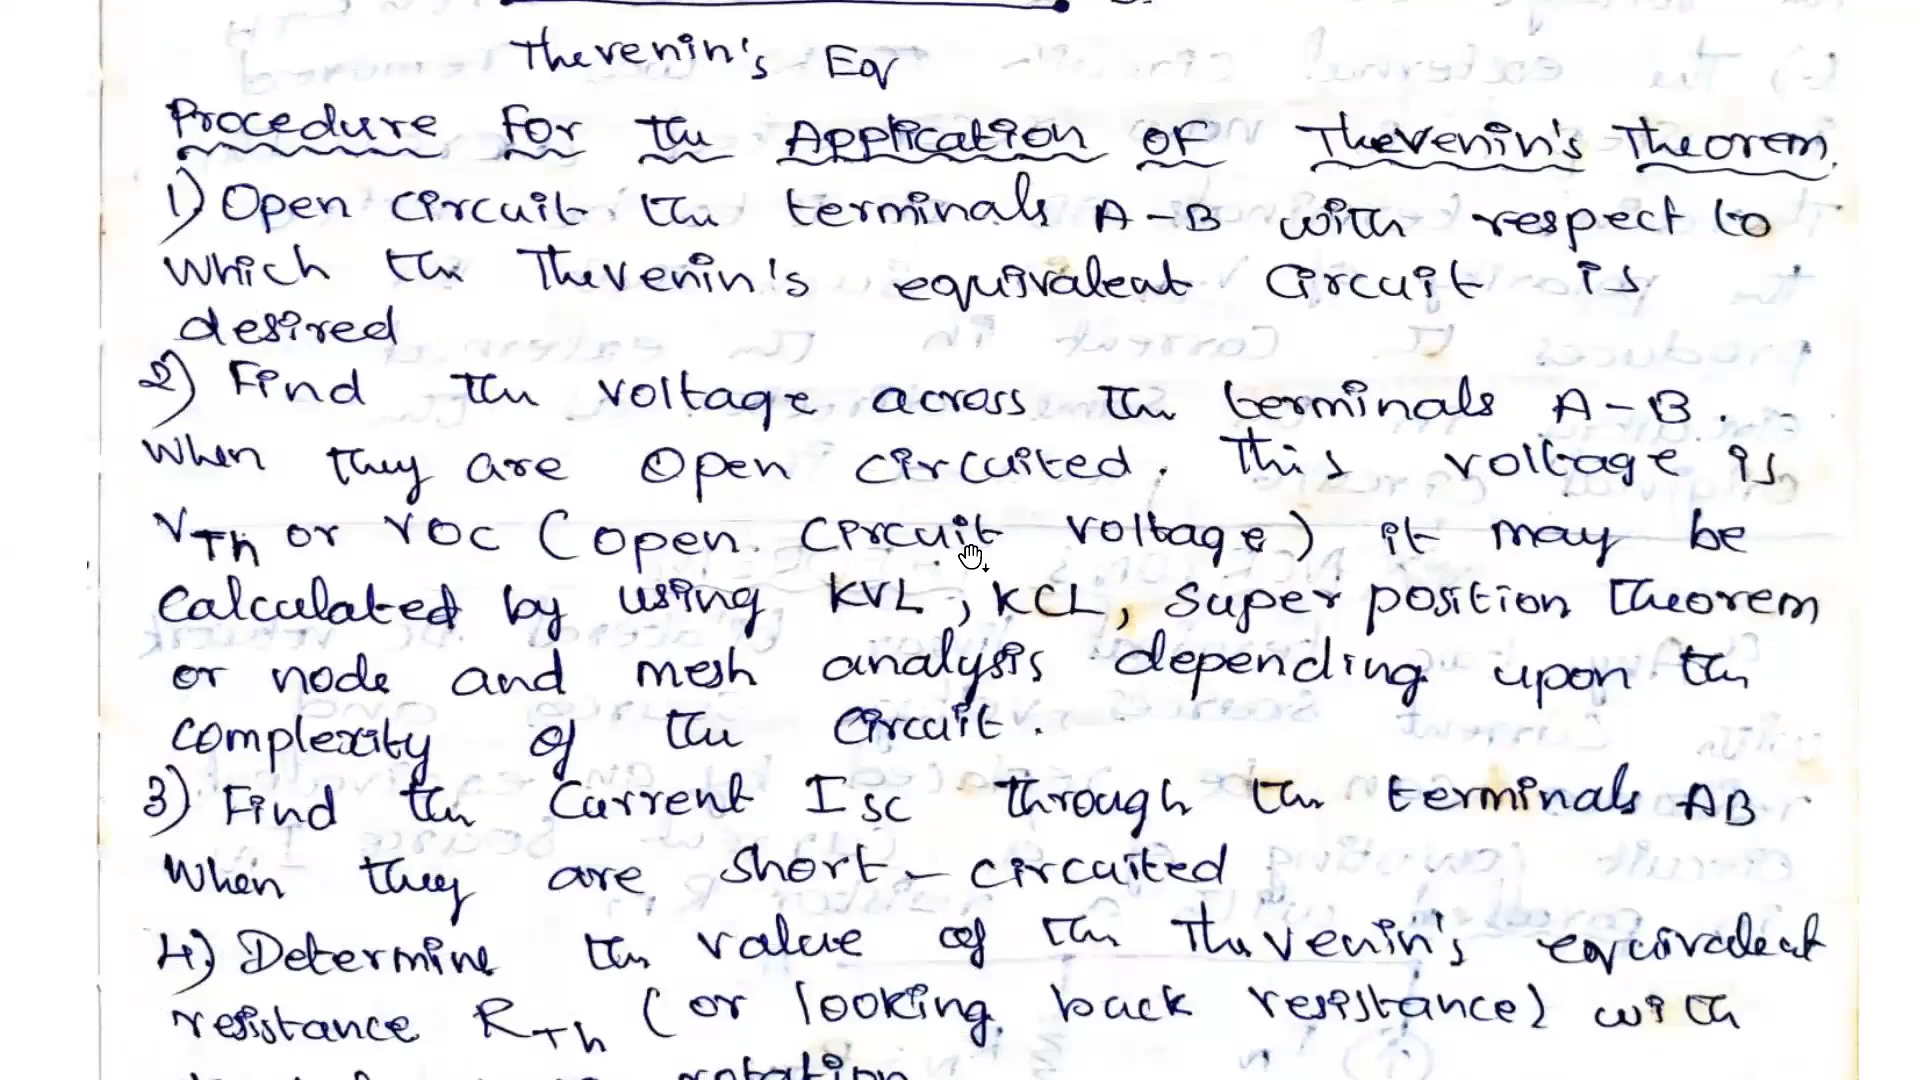 Thevenin's Eq
Procedure for the Application of Thevenin's Theorem.
1) Open circuit the terminals A-B with respect to
which the Thevenin's equivalent circuit is
desired
2) Find the voltage across the terminals A-B.
when they are open circuited. This voltage is
VTh or VOC (open circuit voltage) it may be
calculated by using KVL, KCL, super position theorem
or node and mesh analysis depending upon the
complexity of the circuit.
3) Find the current Isc through the terminals AB
when they are short-circuited
4) Determine the value of the Thevenin's equivalent
resistance RTh (or looking back resistance) with